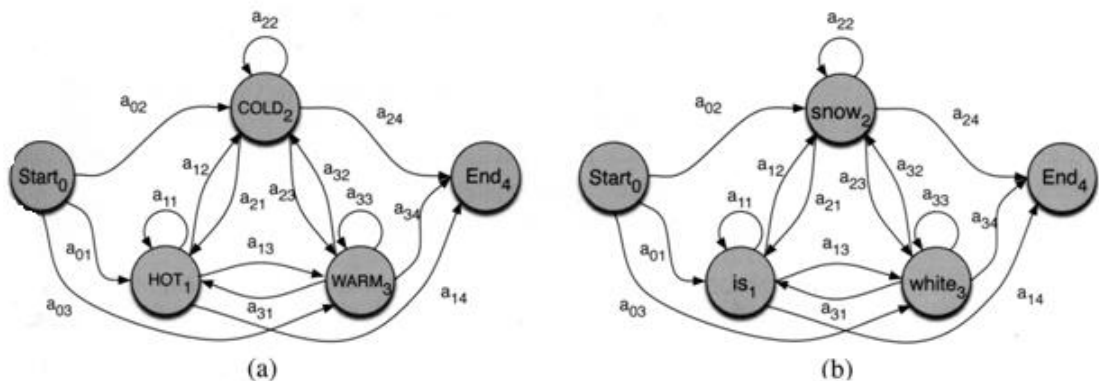 a22 a22
COLD2 snow2
a02 a24 a02 a24
Start0 End4 Start0 End4
a12 a32 a12 a32
a21 a23 a33 a21 a23 a33
a11 a34 a11 a34
a01 a13 a01 a13
HOT1 WARM3 is1 white3
a03 a31 a14 a03 a31 a14
(a) (b)